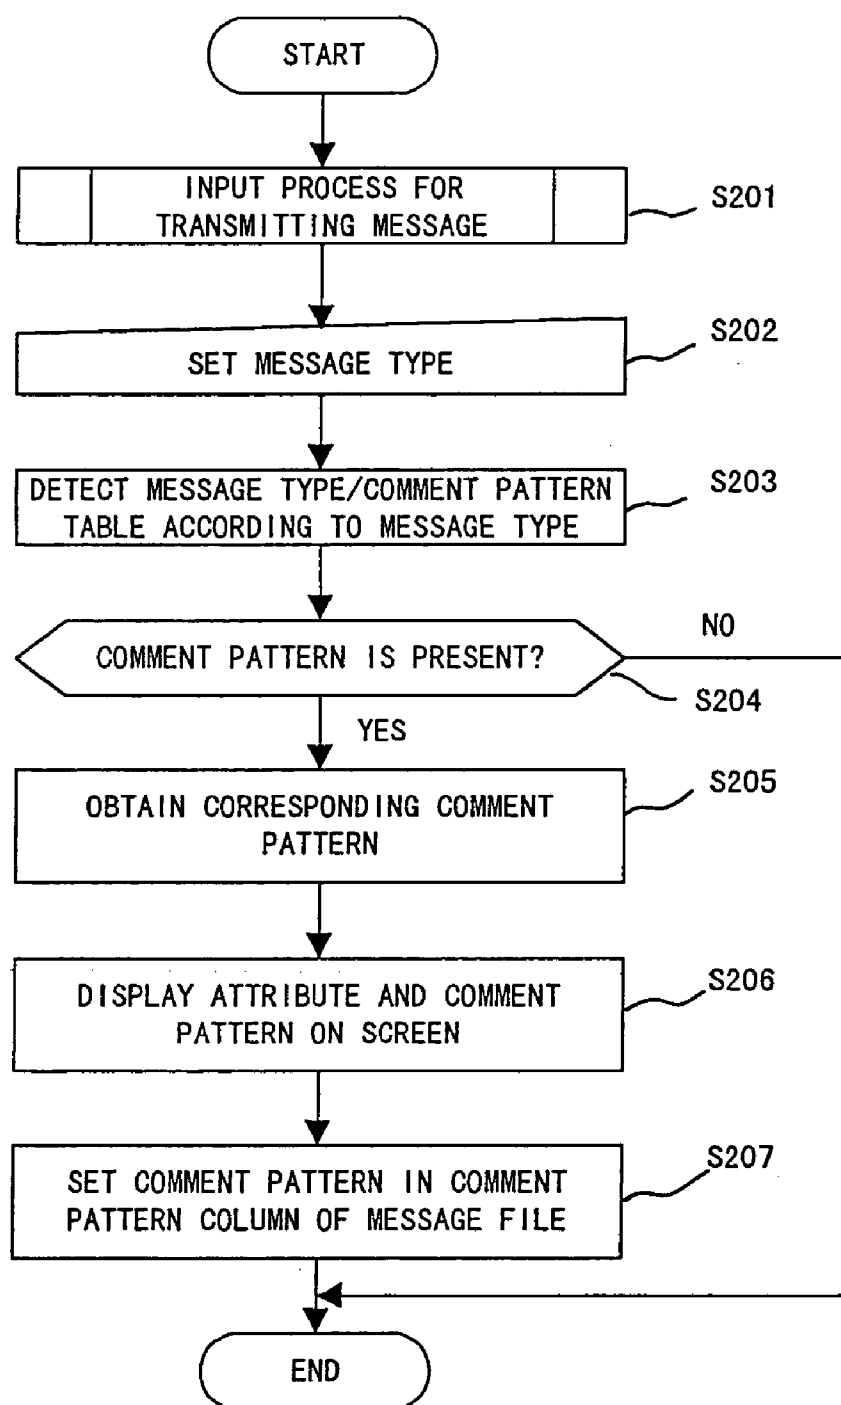 START
INPUT PROCESS FOR
TRANSMITTING MESSAGE
S201
SET MESSAGE TYPE
S202
DETECT MESSAGE TYPE/COMMENT PATTERN
TABLE ACCORDING TO MESSAGE TYPE
S203
COMMENT PATTERN IS PRESENT?
NO
S204
YES
OBTAIN CORRESPONDING COMMENT
PATTERN
S205
DISPLAY ATTRIBUTE AND COMMENT
PATTERN ON SCREEN
S206
SET COMMENT PATTERN IN COMMENT
PATTERN COLUMN OF MESSAGE FILE
S207
END